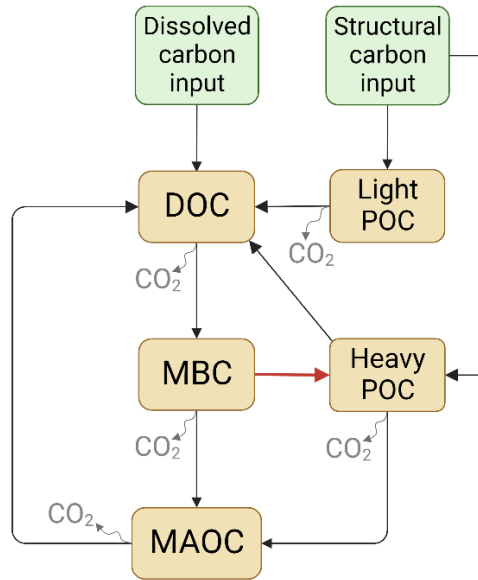 Dissolved
carbon
input
Structural
carbon
input
DOC
Light
POC
CO₂
CO₂
MBC
Heavy
POC
CO₂
CO₂
CO₂
MAOC